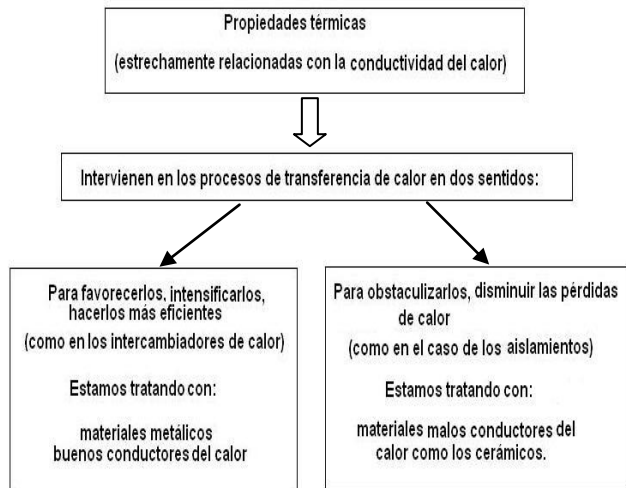 Propiedades térmicas
(estrechamente relacionadas con la conductividad del calor)
Intervienen en los procesos de transferencia de calor en dos sentidos:
Para favorecerlos, intensificarlos,
hacerlos más eficientes
(como en los intercambiadores de calor)
Estamos tratando con:
materiales metálicos
buenos conductores del calor
Para obstaculizarlos, disminuir las pérdidas
de calor
(como en el caso de los aislamientos)
Estamos tratando con:
materiales malos conductores del
calor como los cerámicos.